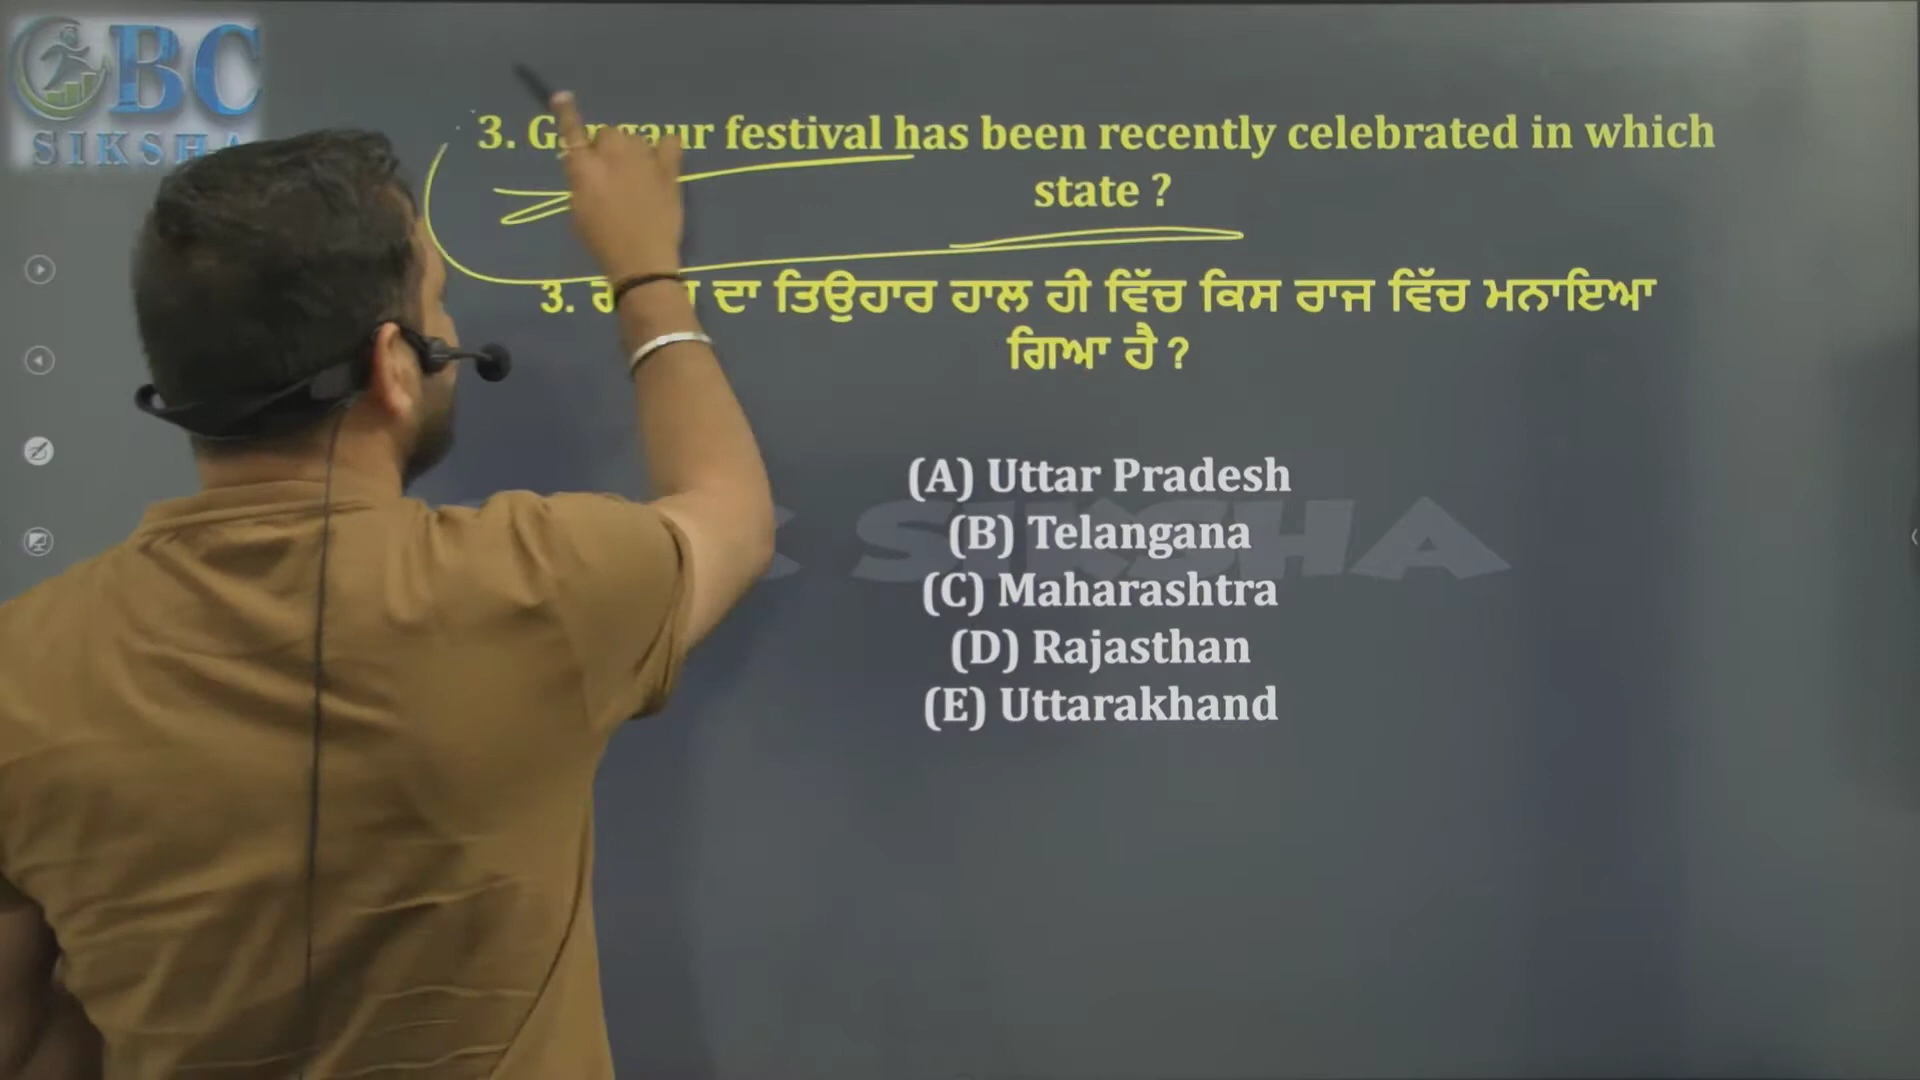 BC
SIKSHA
3. Gangaur festival has been recently celebrated in which
state ?
3. ਦਾ ਤਿਉਹਾਰ ਹਾਲ ਹੀ ਵਿੱਚ ਕਿਸ ਰਾਜ ਵਿੱਚ ਮਨਾਇਆ
ਗਿਆ ਹੈ ?
(A) Uttar Pradesh
(B) Telangana
SIKSHA
(C) Maharashtra
(D) Rajasthan
(E) Uttarakhand